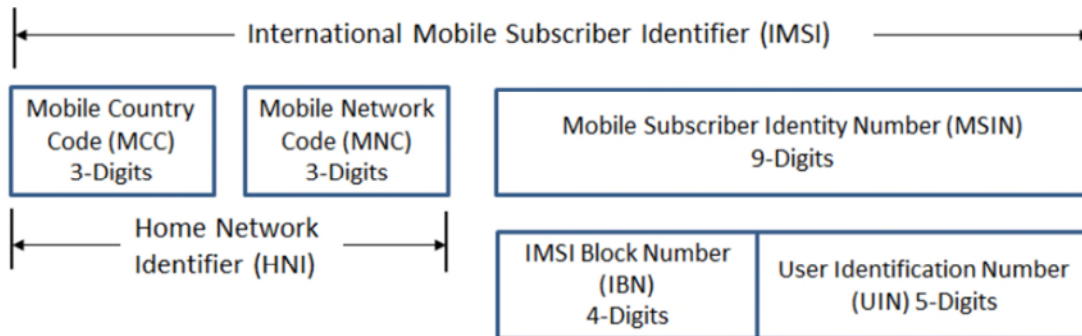 International Mobile Subscriber Identifier (IMSI)
Mobile Country
Code (MCC)
3-Digits
Mobile Network
Code (MNC)
3-Digits
Mobile Subscriber Identity Number (MSIN)
9-Digits
Home Network
Identifier (HNI)
IMSI Block Number
(IBN)
4-Digits
User Identification Number
(UIN) 5-Digits